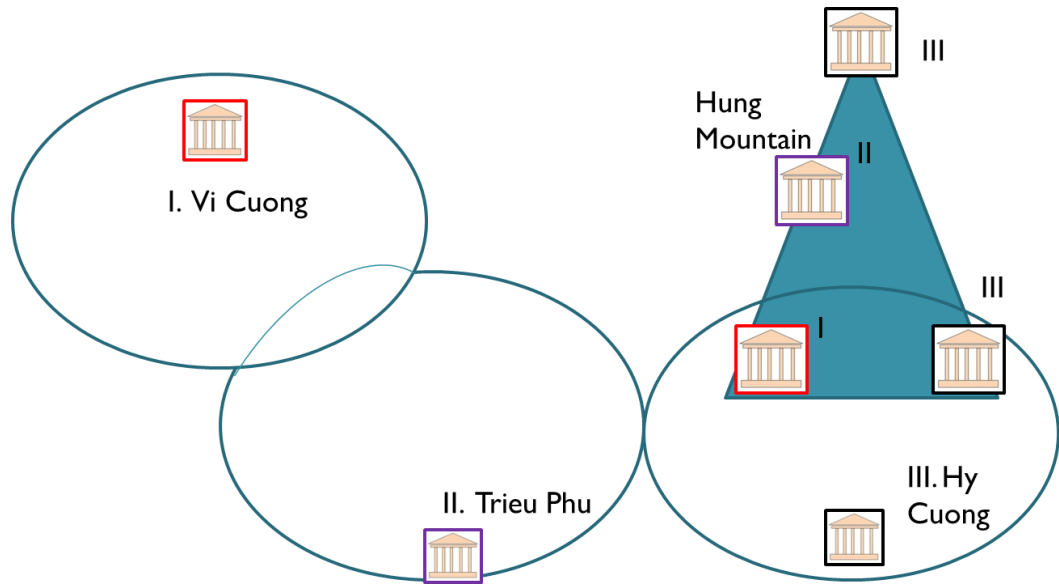 III
Hung
Mountain
II
I. Vi Cuong
III
I
II. Trieu Phu
III. Hy
Cuong